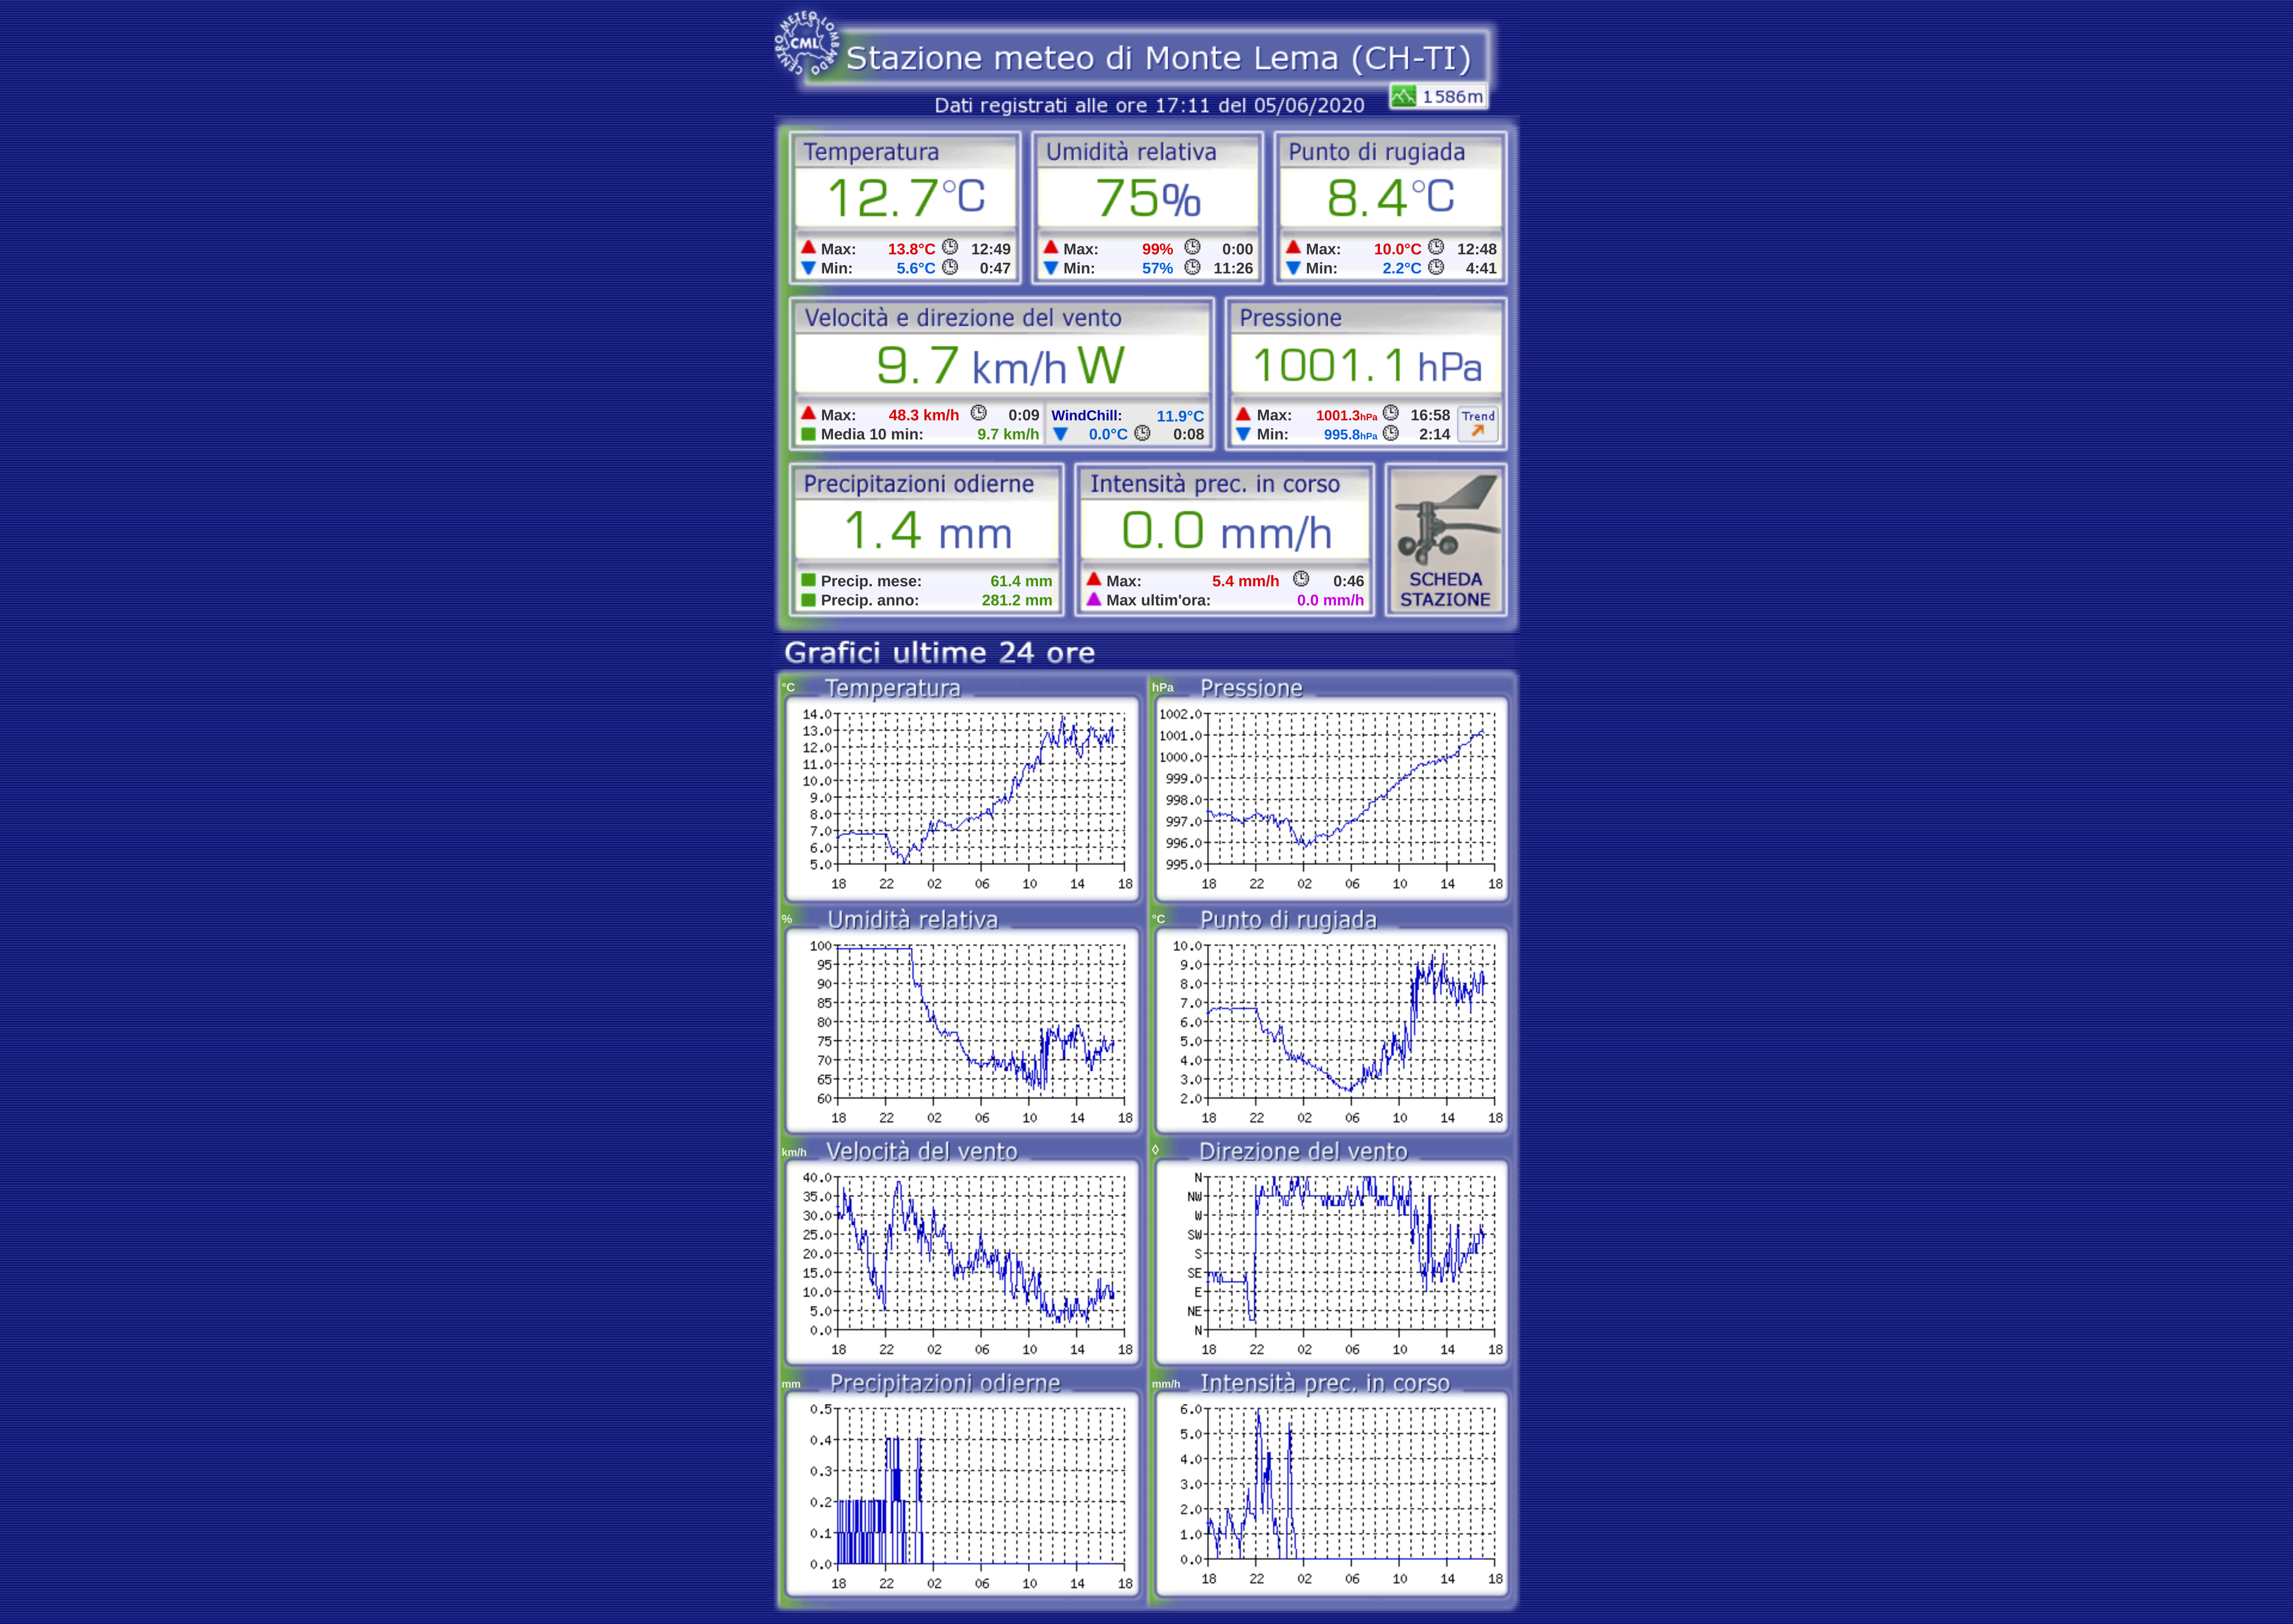 CENTRO METEO LOMBARDO
CML
Stazione meteo di Monte Lema (CH-TI)
Dati registrati alle ore 17:11 del 05/06/2020
1586m
Temperatura
12.7°C
Max: 13.8°C 12:49
Min: 5.6°C 0:47
Umidità relativa
75%
Max: 99% 0:00
Min: 57% 11:26
Punto di rugiada
8.4°C
Max: 10.0°C 12:48
Min: 2.2°C 4:41
Velocità e direzione del vento
9.7 km/h W
Max: 48.3 km/h 0:09
Media 10 min: 9.7 km/h
WindChill: 11.9°C
0.0°C 0:08
Pressione
1001.1 hPa
Max: 1001.3hPa 16:58
Min: 995.8hPa 2:14
Trend
Precipitazioni odierne
1.4 mm
Precip. mese: 61.4 mm
Precip. anno: 281.2 mm
Intensità prec. in corso
0.0 mm/h
Max: 5.4 mm/h 0:46
Max ultim'ora: 0.0 mm/h
SCHEDA
STAZIONE
Grafici ultime 24 ore
°C Temperatura
14.0
13.0
12.0
11.0
10.0
9.0
8.0
7.0
6.0
5.0
18 22 02 06 10 14 18
hPa Pressione
1002.0
1001.0
1000.0
999.0
998.0
997.0
996.0
995.0
18 22 02 06 10 14 18
% Umidità relativa
100
95
90
85
80
75
70
65
60
18 22 02 06 10 14 18
°C Punto di rugiada
10.0
9.0
8.0
7.0
6.0
5.0
4.0
3.0
2.0
18 22 02 06 10 14 18
km/h Velocità del vento
40.0
35.0
30.0
25.0
20.0
15.0
10.0
5.0
0.0
18 22 02 06 10 14 18
◊ Direzione del vento
N
NW
W
SW
S
SE
E
NE
N
18 22 02 06 10 14 18
mm Precipitazioni odierne
0.5
0.4
0.3
0.2
0.1
0.0
18 22 02 06 10 14 18
mm/h Intensità prec. in corso
6.0
5.0
4.0
3.0
2.0
1.0
0.0
18 22 02 06 10 14 18